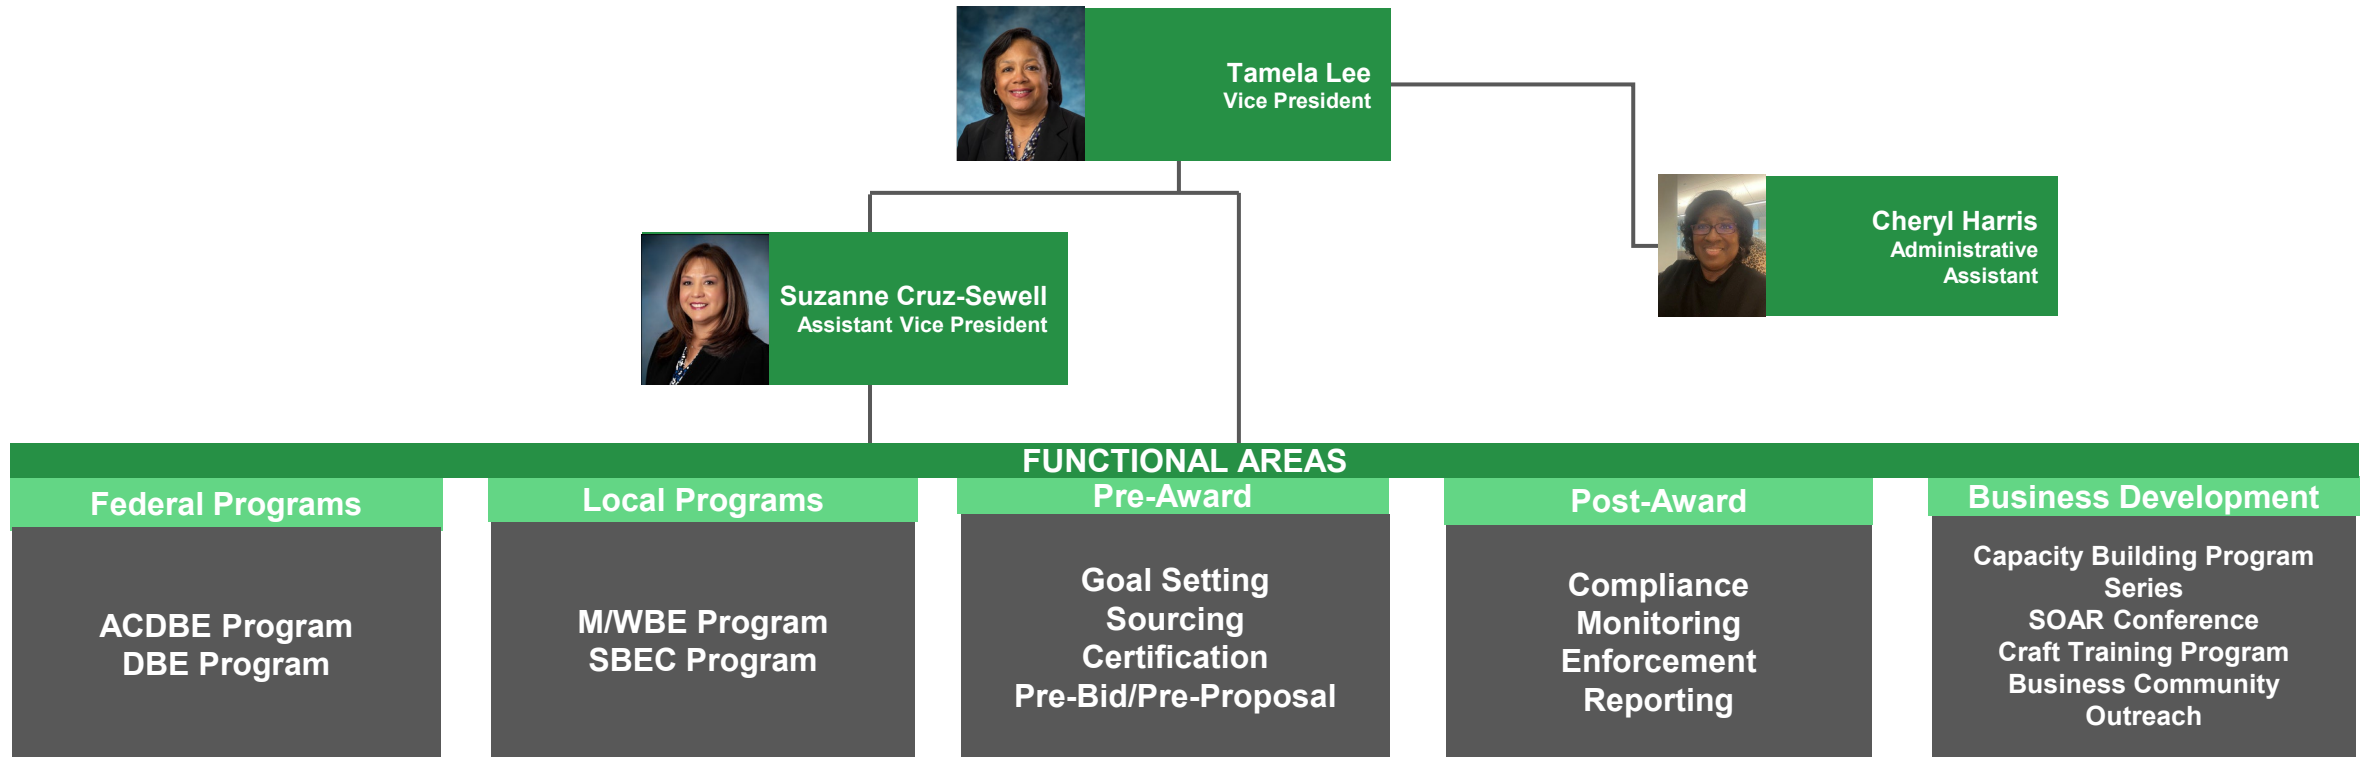 Tamela Lee
Vice President
Cheryl Harris
Administrative
Assistant
Suzanne Cruz-Sewell
Assistant Vice President
FUNCTIONAL AREAS
Federal Programs
ACDBE Program
DBE Program
Local Programs
M/WBE Program
SBEC Program
Pre-Award
Goal Setting
Sourcing
Certification
Pre-Bid/Pre-Proposal
Post-Award
Compliance
Monitoring
Enforcement
Reporting
Business Development
Capacity Building Program
Series
SOAR Conference
Craft Training Program
Business Community
Outreach